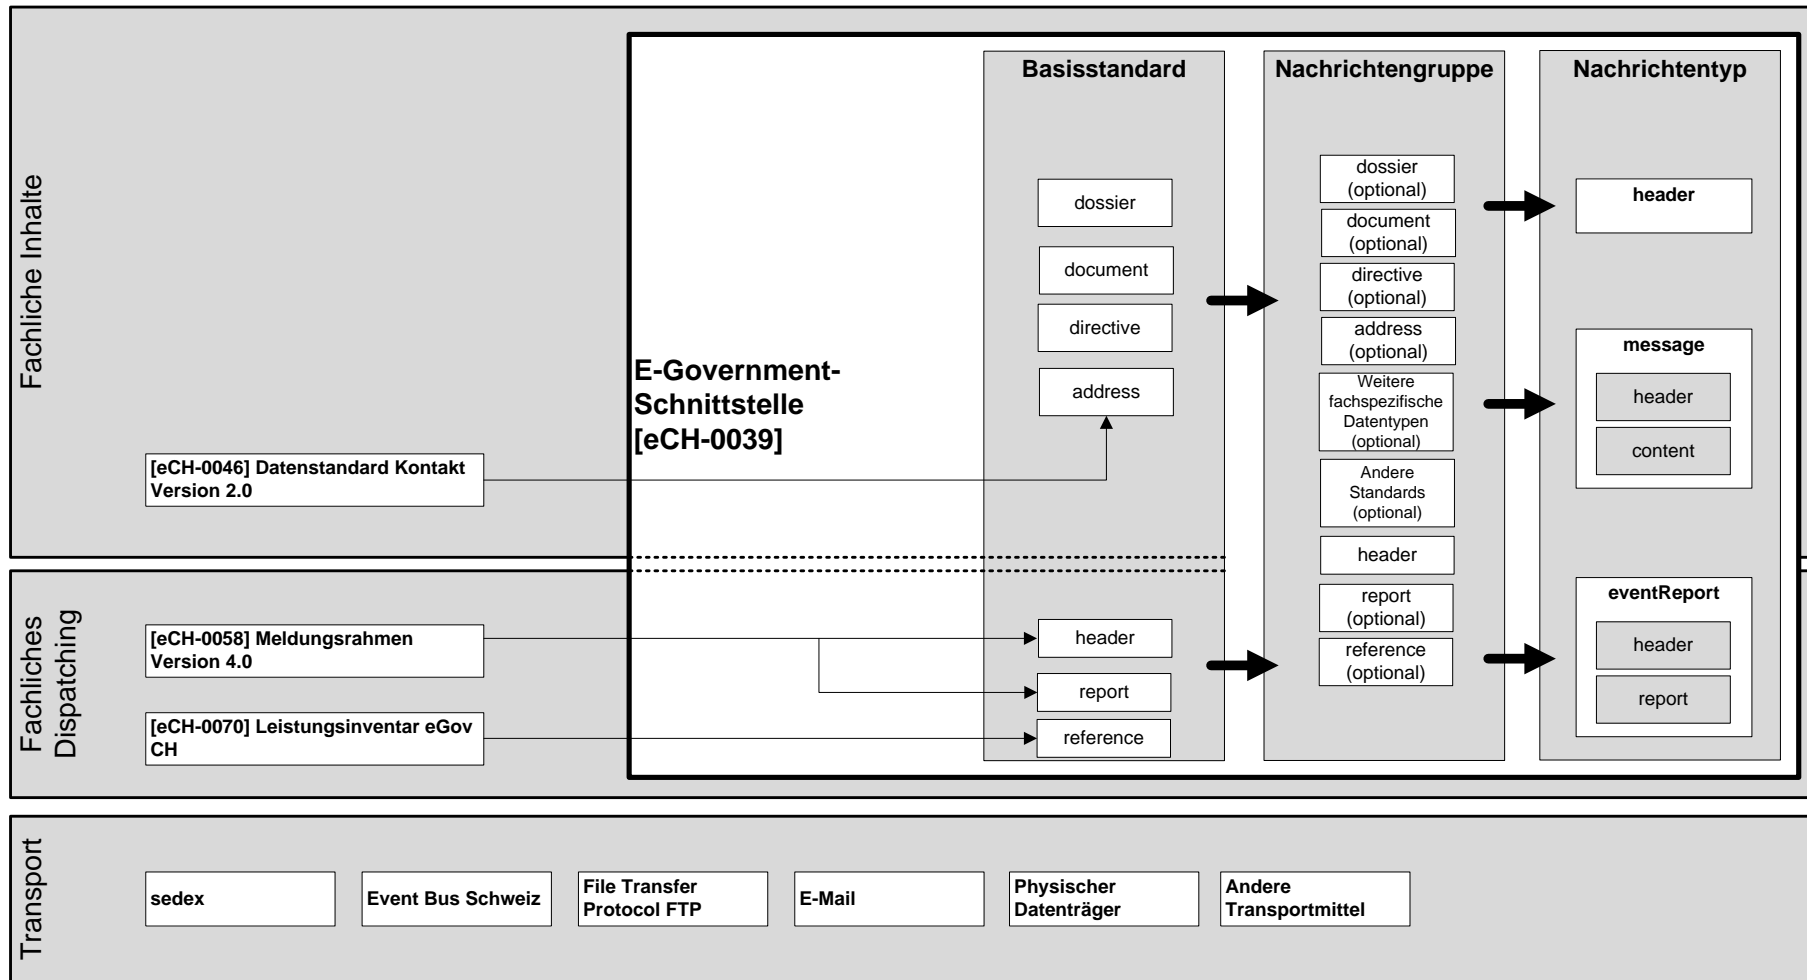 Fachliche Inhalte
E-Government-
Schnittstelle
[eCH-0039]
[eCH-0046] Datenstandard Kontakt
Version 2.0
Basisstandard
dossier
document
directive
address
Nachrichtengruppe
dossier
(optional)
document
(optional)
directive
(optional)
address
(optional)
Weitere
fachspezifische
Datentypen
(optional)
Andere
Standards
(optional)
header
report
(optional)
reference
(optional)
Nachrichtentyp
header
message
header
content
eventReport
header
report
Fachliches
Dispatching
[eCH-0058] Meldungsrahmen
Version 4.0
[eCH-0070] Leistungsinventar eGov
CH
header
report
reference
Transport
sedex
Event Bus Schweiz
File Transfer
Protocol FTP
E-Mail
Physischer
Datenträger
Andere
Transportmittel